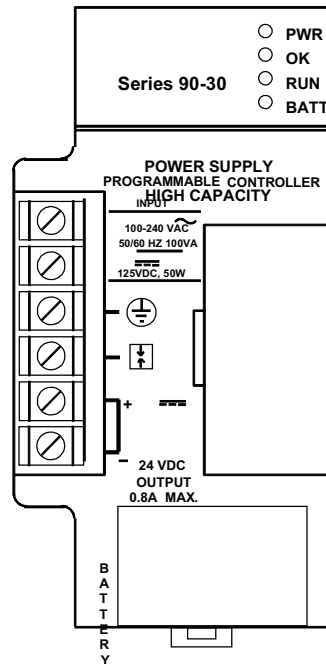 PWR
OK
Series 90-30
RUN
BATT
POWER SUPPLY
PROGRAMMABLE CONTROLLER
HIGH CAPACITY
INPUT
100-240 VAC
50/60 HZ 100VA
125VDC, 50W
+
-
24 VDC
OUTPUT
0.8A MAX.
BATTERY